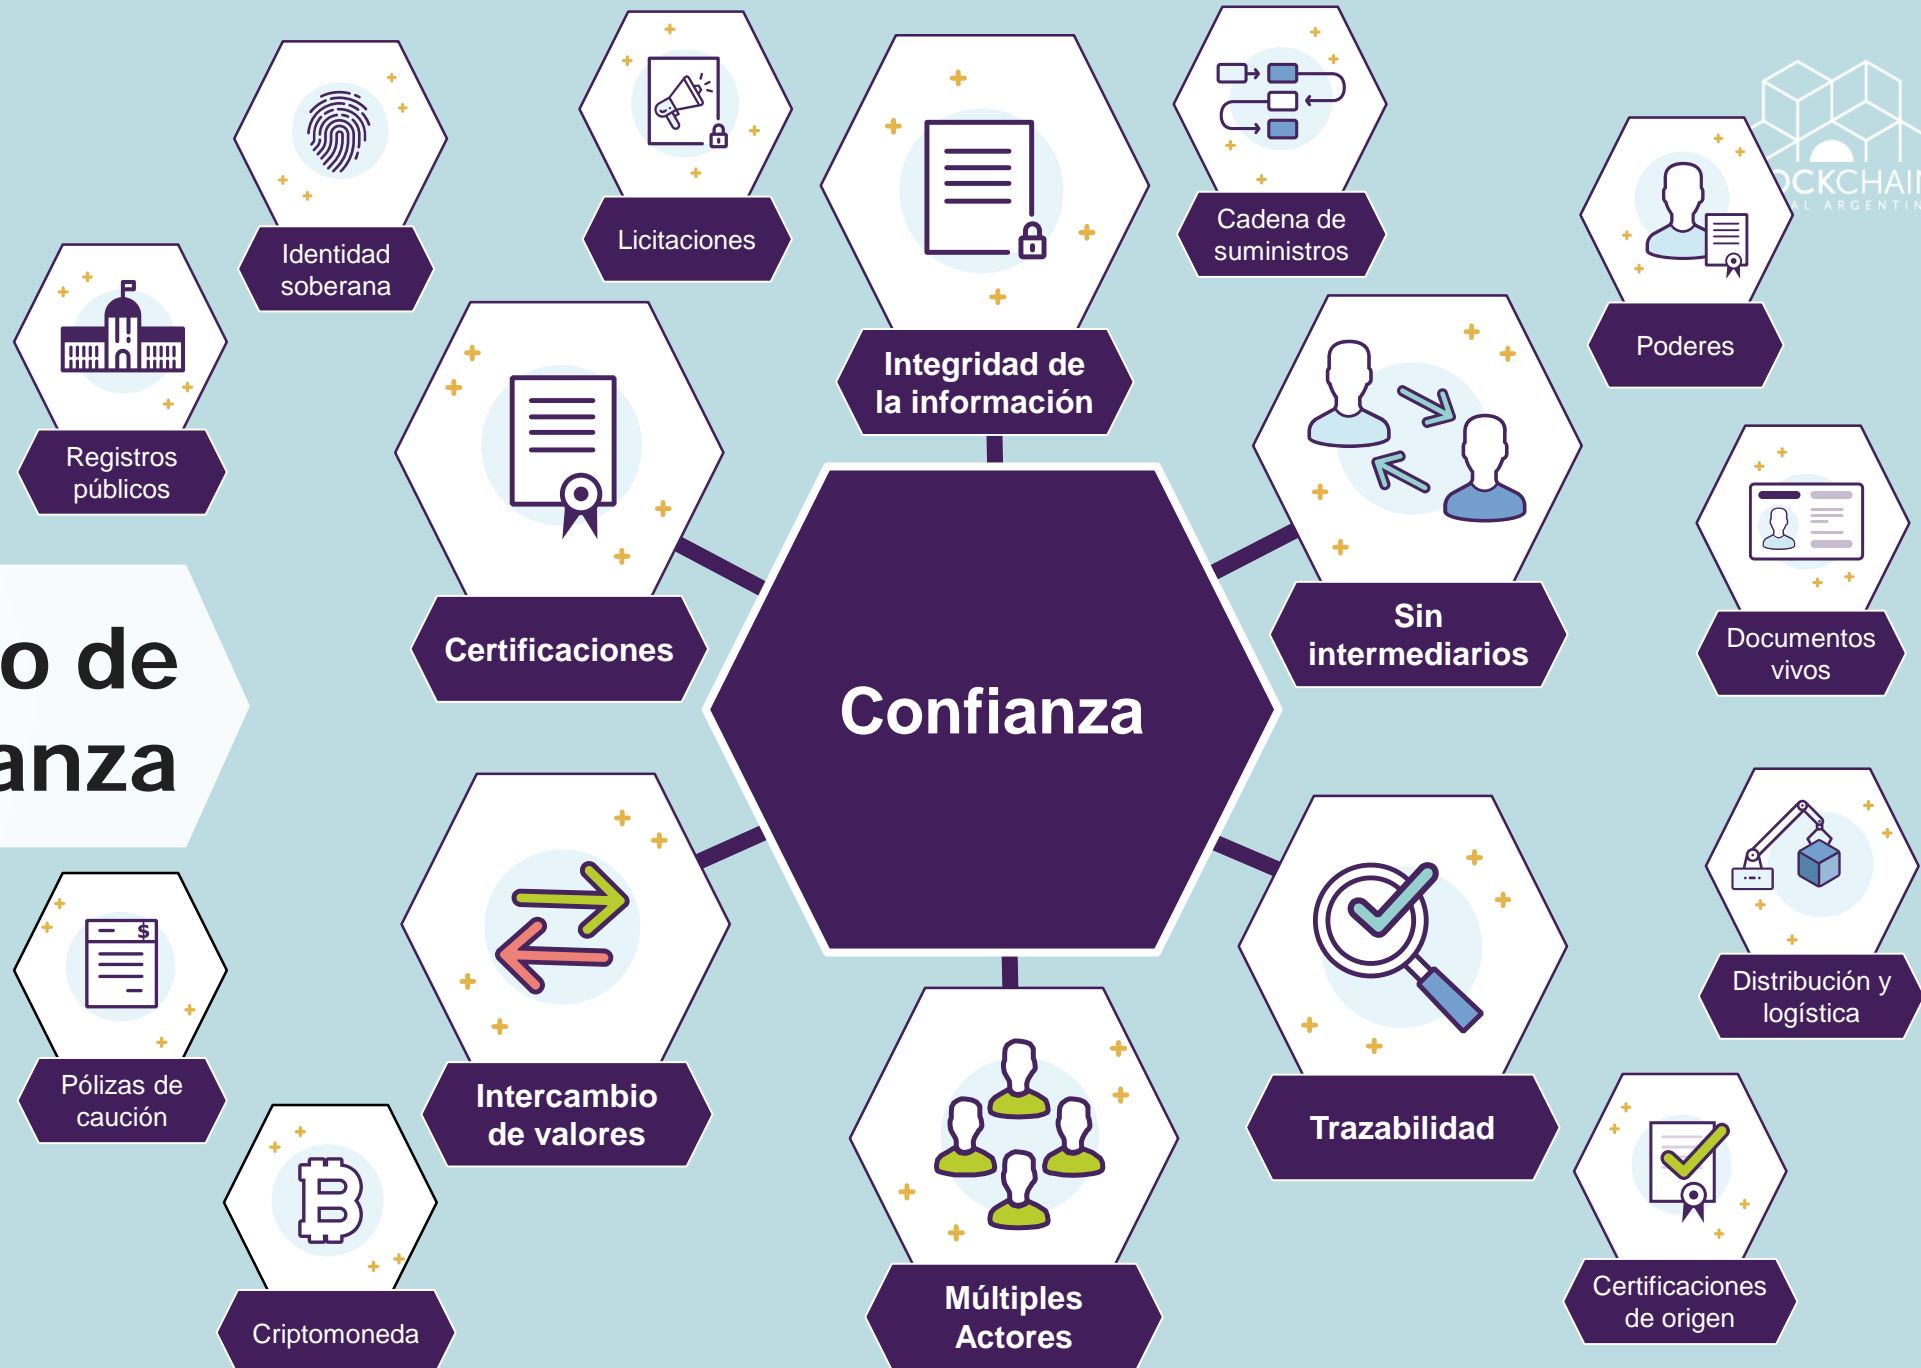 Licitaciones
Cadena de
suministros
Identidad
soberana
Poderes
Integridad de
la información
Registros
públicos
Sin
intermediarios
Certificaciones
Documentos
vivos
o de
anza
Confianza
$
Distribución y
logística
Pólizas de
caución
Intercambio
de valores
Trazabilidad
Certificaciones
de origen
Múltiples
Actores
Criptomoneda